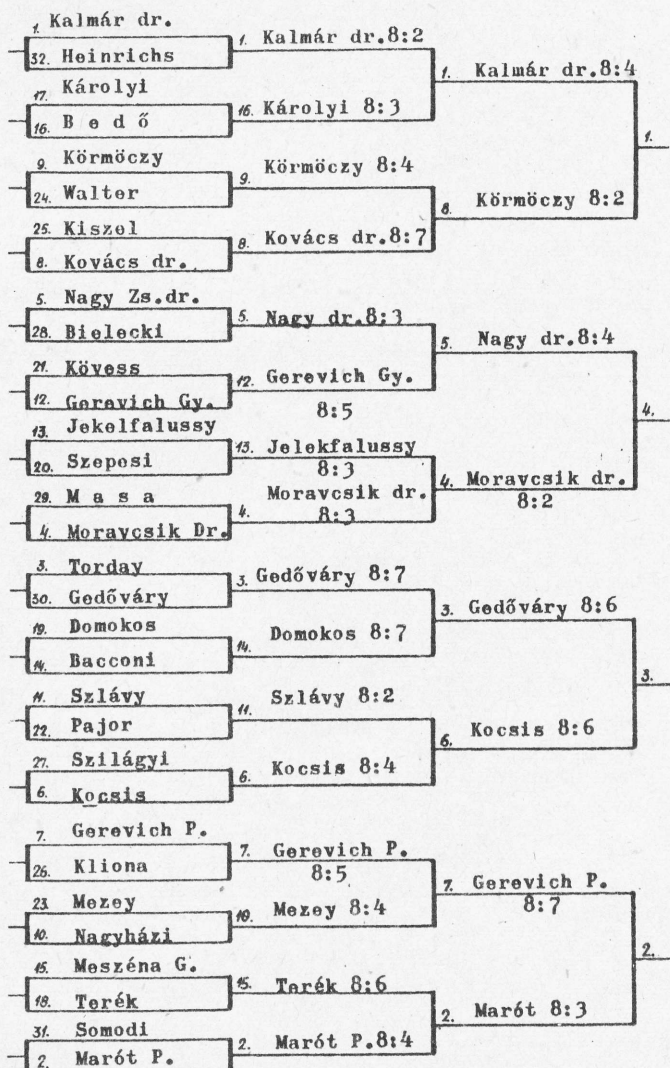 1. Kalmár dr.
32. Heinrichs
17. Károlyi
16. B e d ő
9. Körmöczy
24. Walter
25. Kiszel
8. Kovács dr.
5. Nagy Zs.dr.
28. Bielecki
21. Kövess
12. Gerevich Gy.
13. Jekelfalussy
20. Szepesi
29. M a s a
4. Moravcsik Dr.
3. Torday
30. Gedőváry
19. Domokos
14. Bacconi
11. Szlávy
22. Pajor
27. Szilágyi
6. Kocsis
7. Gerevich P.
26. Kliona
23. Mezey
10. Nagyházi
15. Meszéna G.
18. Terék
31. Somodi
2. Marót P.
1. Kalmár dr.8:2
16. Károlyi 8:3
9. Körmöczy 8:4
8. Kovács dr.8:7
5. Nagy dr.8:3
12. Gerevich Gy.
8:5
13. Jelekfalussy
8:3
4. Moravcsik dr.
8:3
3. Gedőváry 8:7
14. Domokos 8:7
11. Szlávy 8:2
6. Kocsis 8:4
7. Gerevich P.
8:5
10. Mezey 8:4
15. Terék 8:6
2. Marót P.8:4
1. Kalmár dr.8:4
8. Körmöczy 8:2
5. Nagy dr.8:4
4. Moravcsik dr.
8:2
3. Gedőváry 8:6
6. Kocsis 8:6
7. Gerevich P.
8:7
2. Marót 8:3
1.
4.
3.
2.